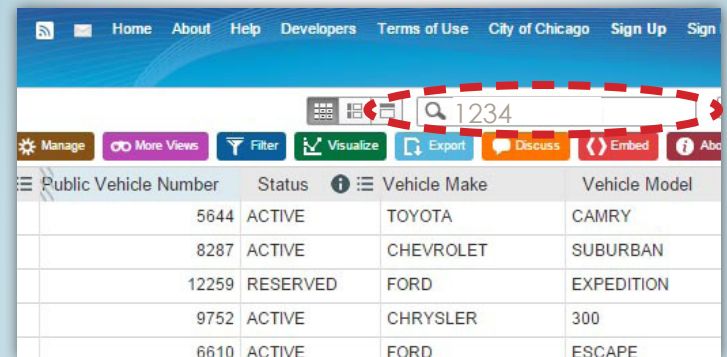 Home About Help Developers Terms of Use City of Chicago Sign Up Sign
1234
Manage More Views Filter Visualize Export Discuss Embed Abo
Public Vehicle Number Status Vehicle Make Vehicle Model
5644 ACTIVE TOYOTA CAMRY
8287 ACTIVE CHEVROLET SUBURBAN
12259 RESERVED FORD EXPEDITION
9752 ACTIVE CHRYSLER 300
6610 ACTIVE FORD ESCAPE